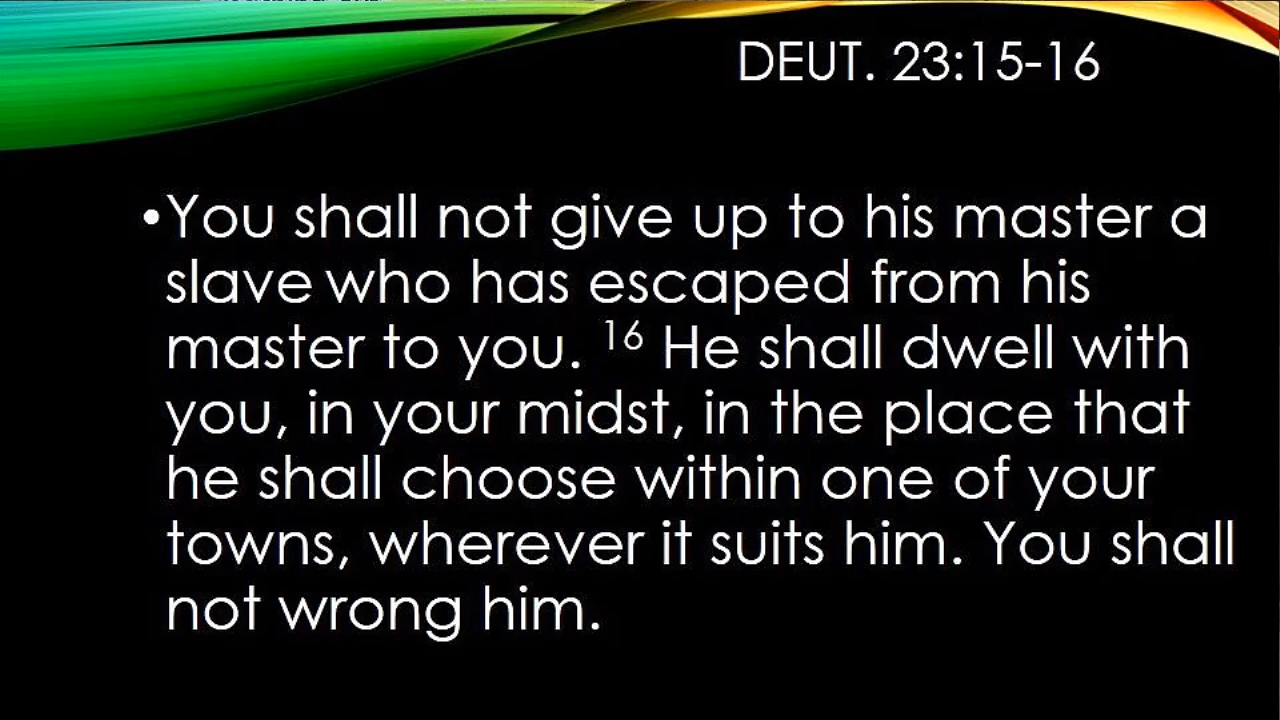 DEUT. 23:15-16
•You shall not give up to his master a
slave who has escaped from his
master to you. 16 He shall dwell with
you, in your midst, in the place that
he shall choose within one of your
towns, wherever it suits him. You shall
not wrong him.